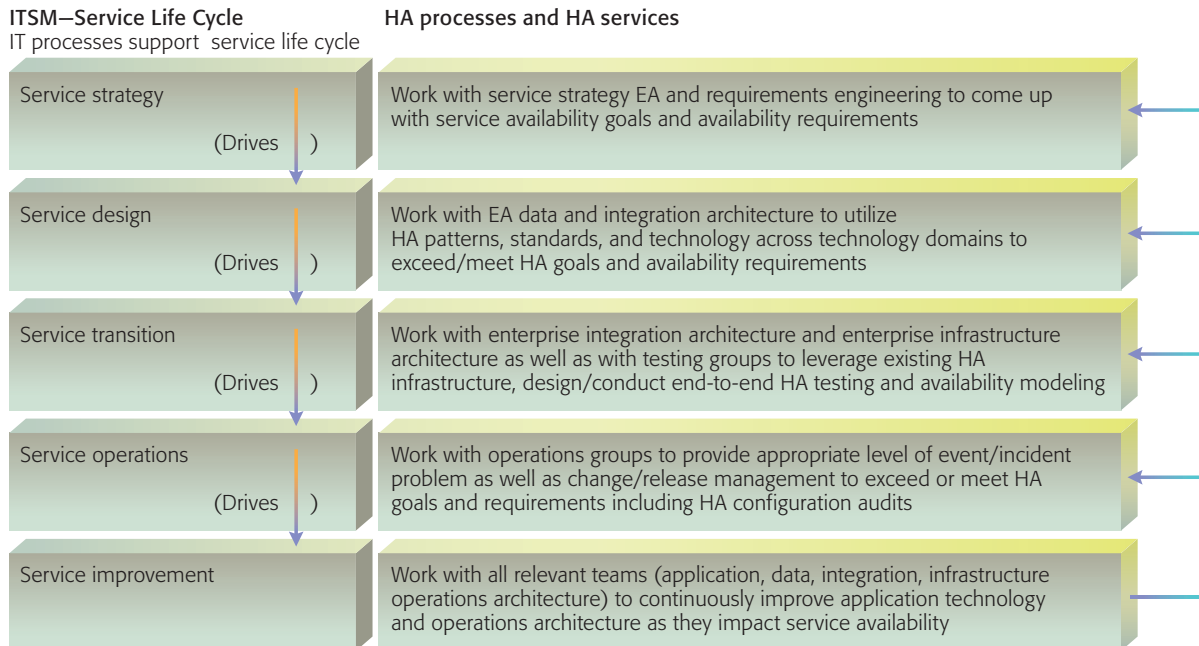 ITSM—Service Life Cycle
IT processes support service life cycle
HA processes and HA services
Service strategy
(Drives )
Work with service strategy EA and requirements engineering to come up
with service availability goals and availability requirements
Service design
(Drives )
Work with EA data and integration architecture to utilize
HA patterns, standards, and technology across technology domains to
exceed/meet HA goals and availability requirements
Service transition
(Drives )
Work with enterprise integration architecture and enterprise infrastructure
architecture as well as with testing groups to leverage existing HA
infrastructure, design/conduct end-to-end HA testing and availability modeling
Service operations
(Drives )
Work with operations groups to provide appropriate level of event/incident
problem as well as change/release management to exceed or meet HA
goals and requirements including HA configuration audits
Service improvement
Work with all relevant teams (application, data, integration, infrastructure
operations architecture) to continuously improve application technology
and operations architecture as they impact service availability